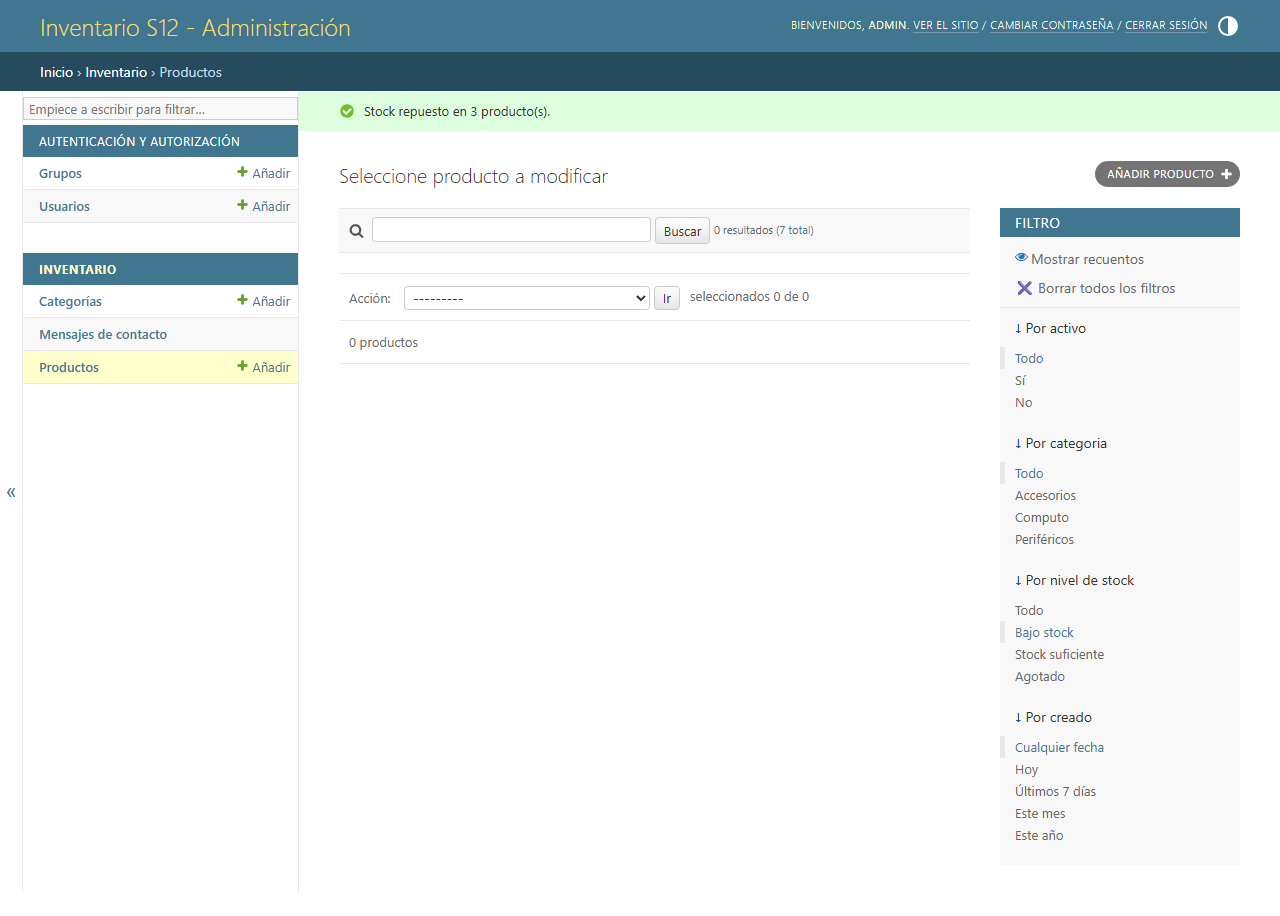 Inventario S12 - Administración
BIENVENIDOS, ADMIN. VER EL SITIO / CAMBIAR CONTRASEÑA / CERRAR SESIÓN
Inicio › Inventario › Productos
Empiece a escribir para filtrar...
AUTENTICACIÓN Y AUTORIZACIÓN
Grupos Añadir
Usuarios Añadir
INVENTARIO
Categorías Añadir
Mensajes de contacto
Productos Añadir
«
Stock repuesto en 3 producto(s).
Seleccione producto a modificar
AÑADIR PRODUCTO
Buscar 0 resultados (7 total)
Acción: --------- Ir seleccionados 0 de 0
0 productos
FILTRO
Mostrar recuentos
Borrar todos los filtros
↓ Por activo
Todo
Sí
No
↓ Por categoria
Todo
Accesorios
Computo
Periféricos
↓ Por nivel de stock
Todo
Bajo stock
Stock suficiente
Agotado
↓ Por creado
Cualquier fecha
Hoy
Últimos 7 días
Este mes
Este año